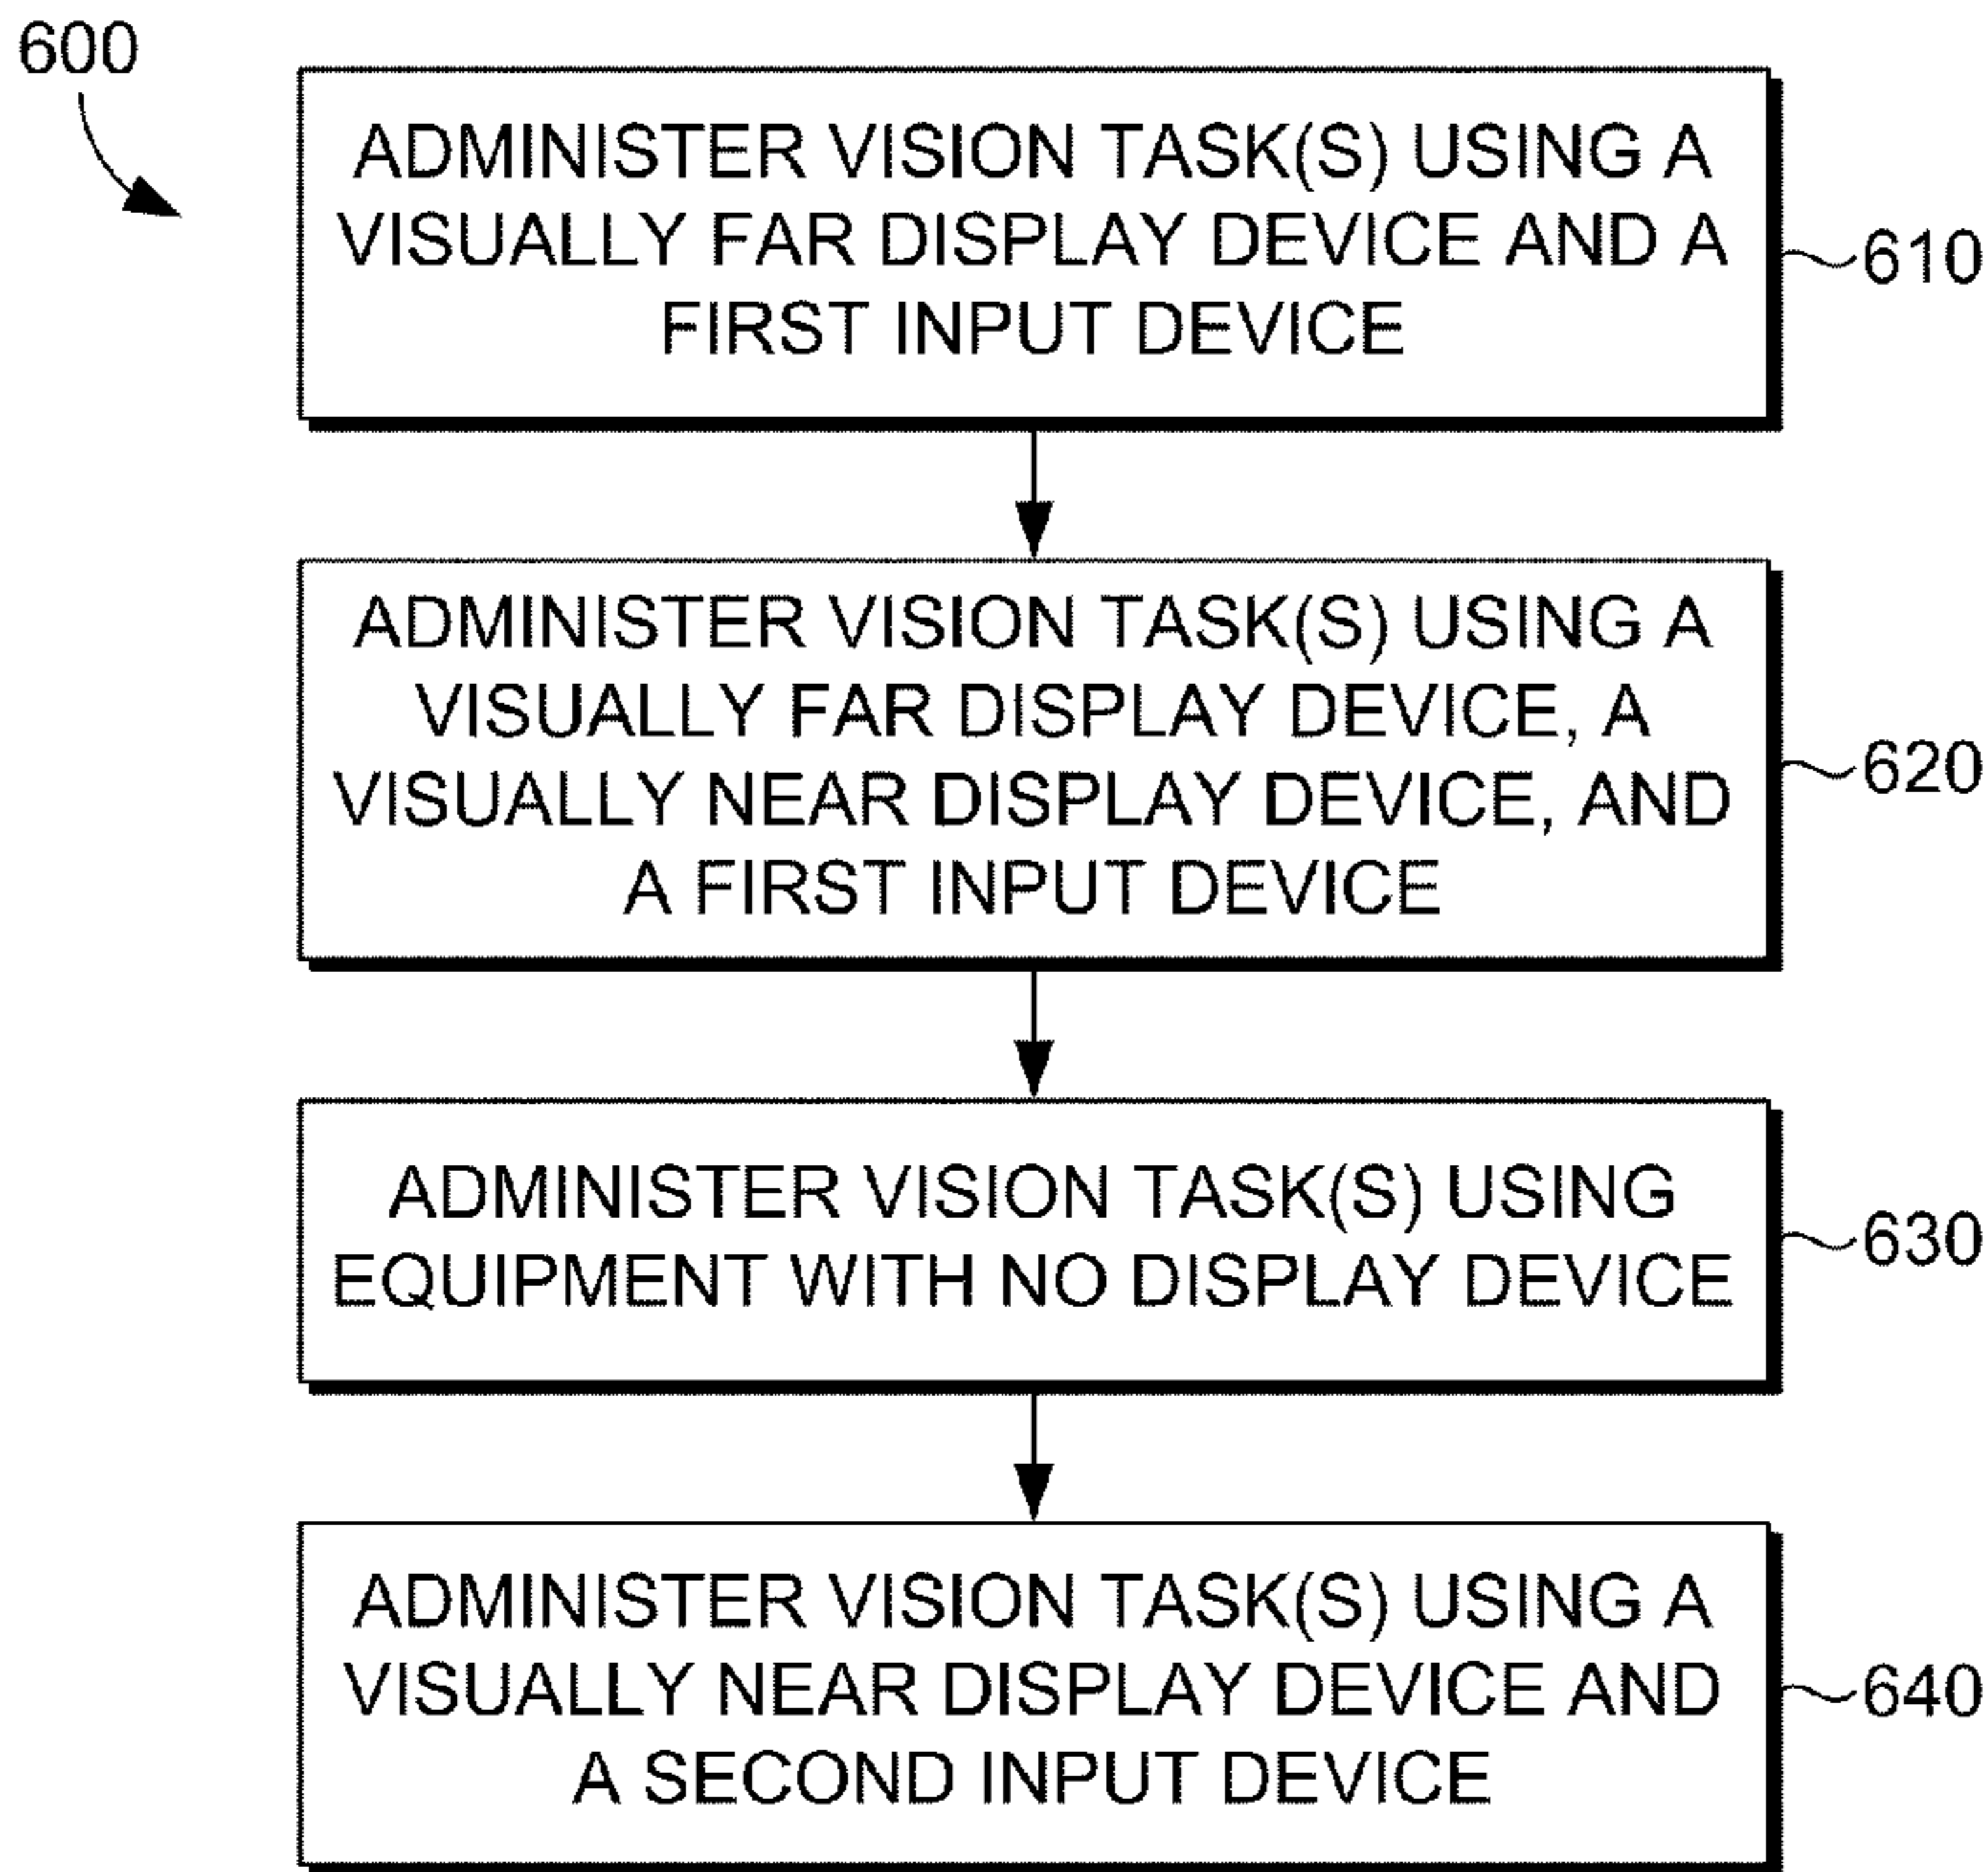 600
ADMINISTER VISION TASK(S) USING A
VISUALLY FAR DISPLAY DEVICE AND A
FIRST INPUT DEVICE
610
ADMINISTER VISION TASK(S) USING A
VISUALLY FAR DISPLAY DEVICE, A
VISUALLY NEAR DISPLAY DEVICE, AND
A FIRST INPUT DEVICE
620
ADMINISTER VISION TASK(S) USING
EQUIPMENT WITH NO DISPLAY DEVICE
630
ADMINISTER VISION TASK(S) USING A
VISUALLY NEAR DISPLAY DEVICE AND
A SECOND INPUT DEVICE
640